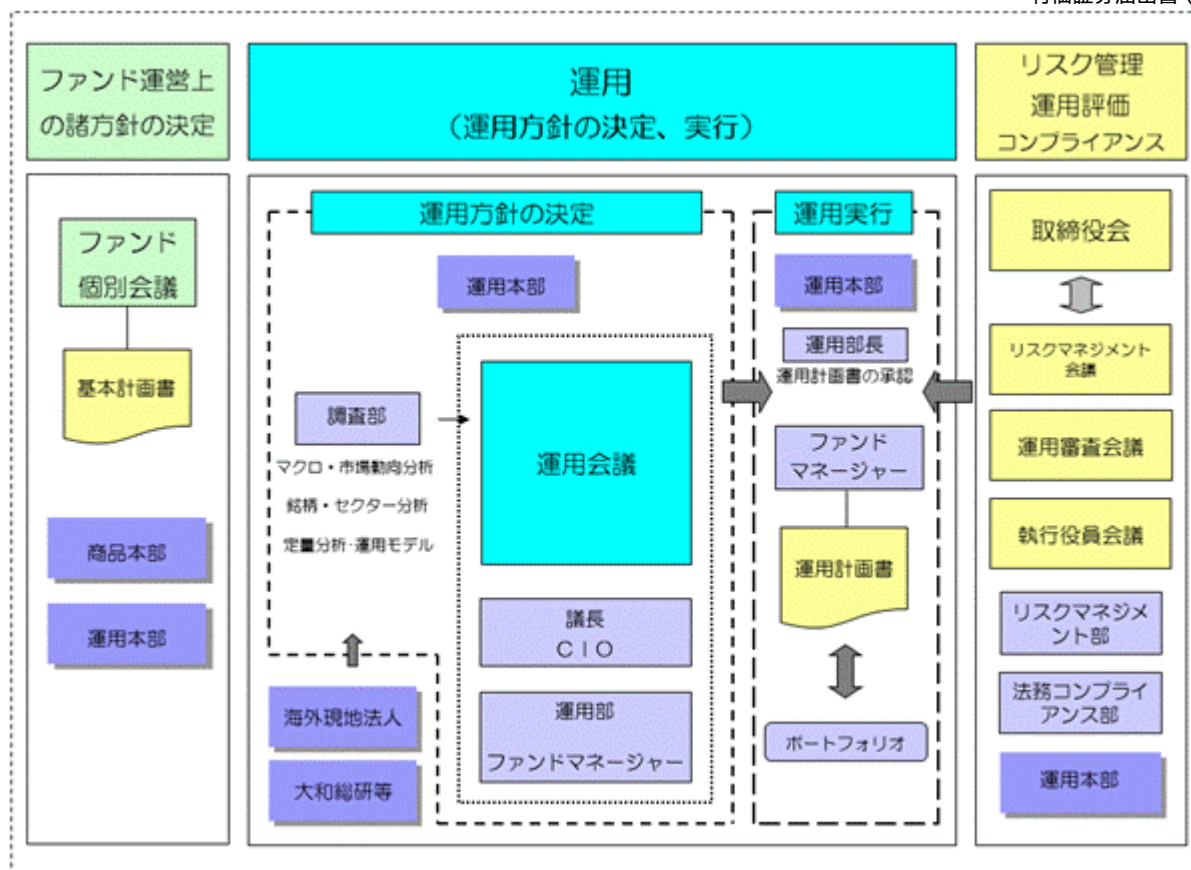 ファンド運営上
の諸方針の決定
運用
（運用方針の決定、実行）
リスク管理
運用評価
コンプライアンス
ファンド
個別会議
基本計画書
商品本部
運用本部
運用方針の決定
運用本部
調査部
マクロ・市場動向分析
銘柄・セクター分析
定量分析・運用モデル
海外現地法人
大和総研等
運用会議
議長
CIO
運用部
ファンドマネージャー
運用実行
運用本部
運用部長
運用計画書の承認
ファンド
マネージャー
運用計画書
ポートフォリオ
取締役会
リスクマネジメント
会議
運用審査会議
執行役員会議
リスクマネジメ
ント部
法務コンプライ
アンス部
運用本部